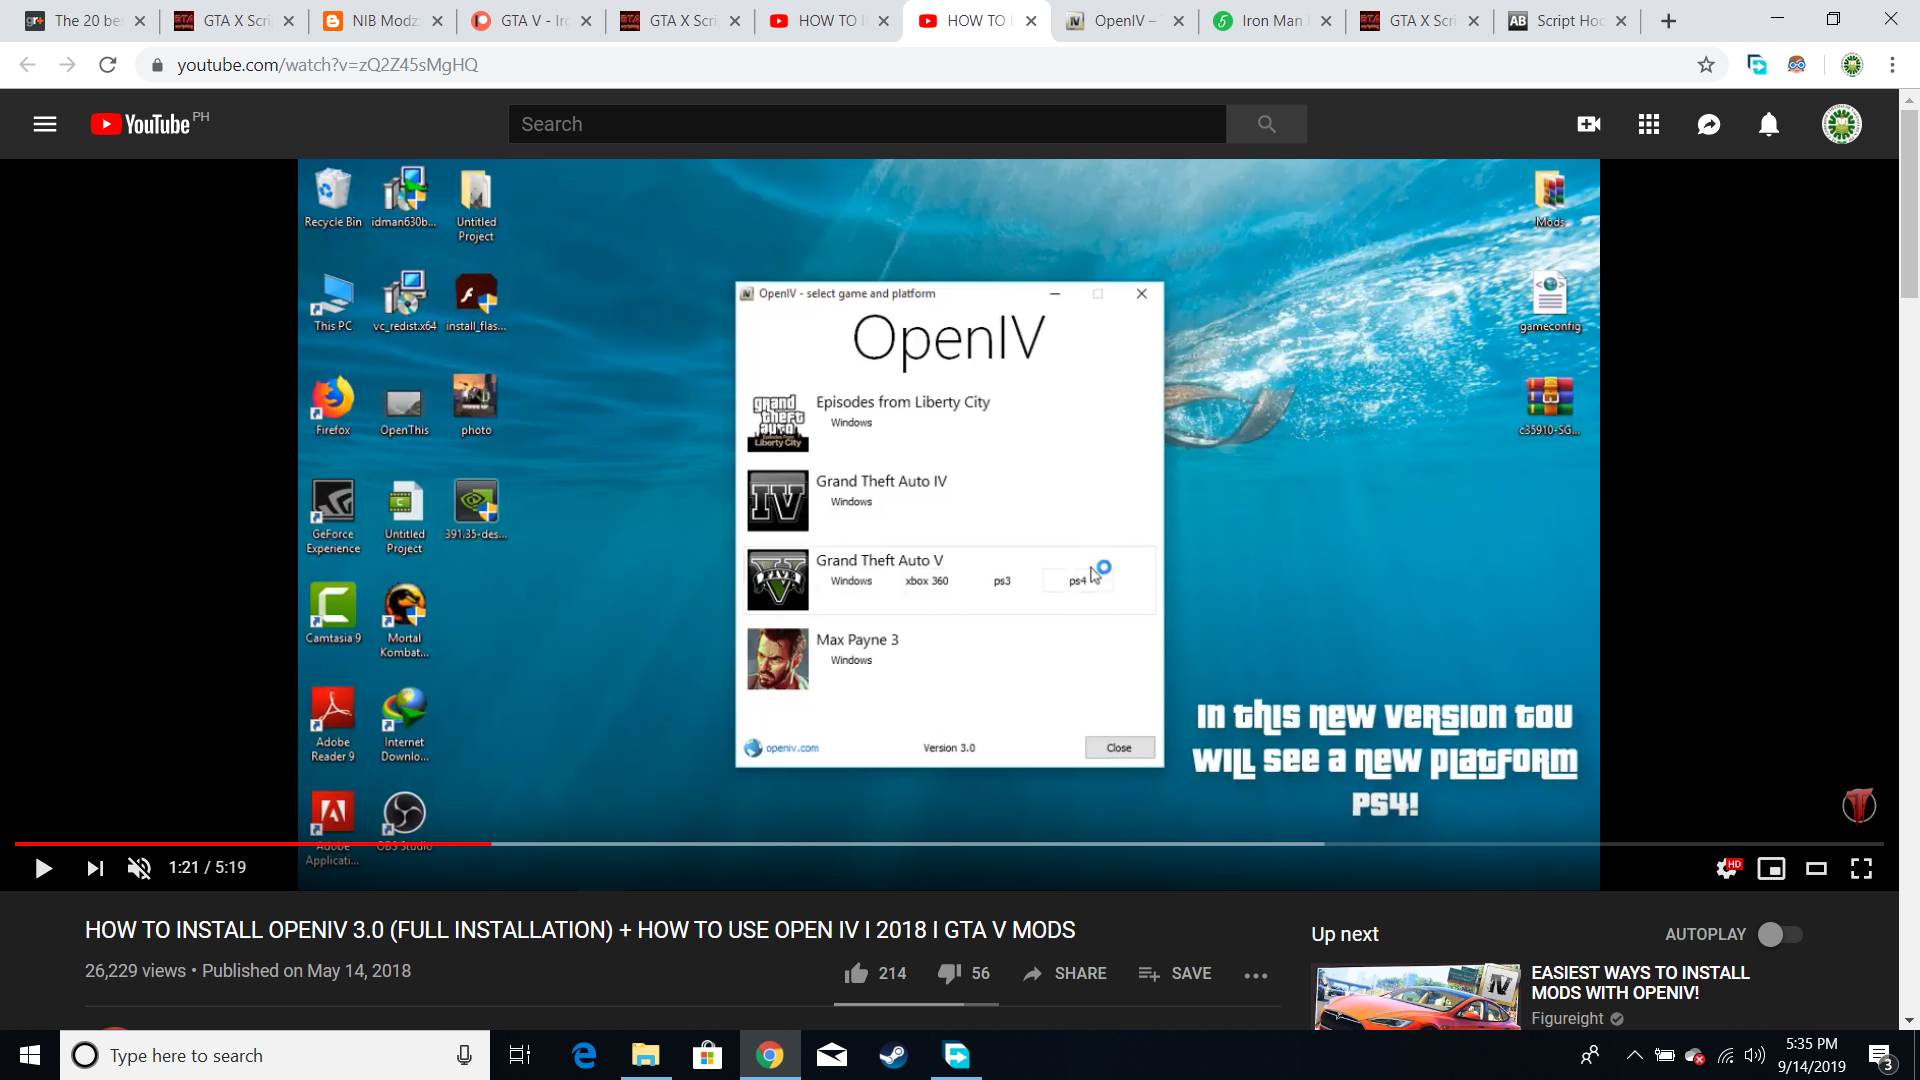 The 20 be
GTA X Scri
NIB Modz
GTA V - Iro
GTA X Scri
HOW TO I
HOW TO
OpenIV –
Iron Man
GTA X Scri
Script Hoo
youtube.com/watch?v=zQ2Z45sMgHQ
YouTube PH
Search
Recycle Bin
idman630b...
Untitled Project
Mods
This PC
vc_redist.x64
install_flas...
gameconfig
Firefox
OpenThis
photo
c35910-SG...
GeForce Experience
Untitled Project
391.35-des...
Camtasia 9
Mortal Kombat...
Adobe Reader 9
Internet Downlo...
Adobe Applicati...
OBS Studio
OpenIV - select game and platform
OpenIV
Episodes from Liberty City
Windows
Grand Theft Auto IV
Windows
Grand Theft Auto V
Windows xbox 360 ps3 ps4
Max Payne 3
Windows
openiv.com Version 3.0 Close
In this new version tou
will see a new platform
PS4!
1:21 / 5:19
HD
HOW TO INSTALL OPENIV 3.0 (FULL INSTALLATION) + HOW TO USE OPEN IV I 2018 I GTA V MODS
26,229 views • Published on May 14, 2018
214 56 SHARE SAVE
Up next
AUTOPLAY
EASIEST WAYS TO INSTALL
MODS WITH OPENIV!
Figureight
Type here to search
5:35 PM
9/14/2019
3